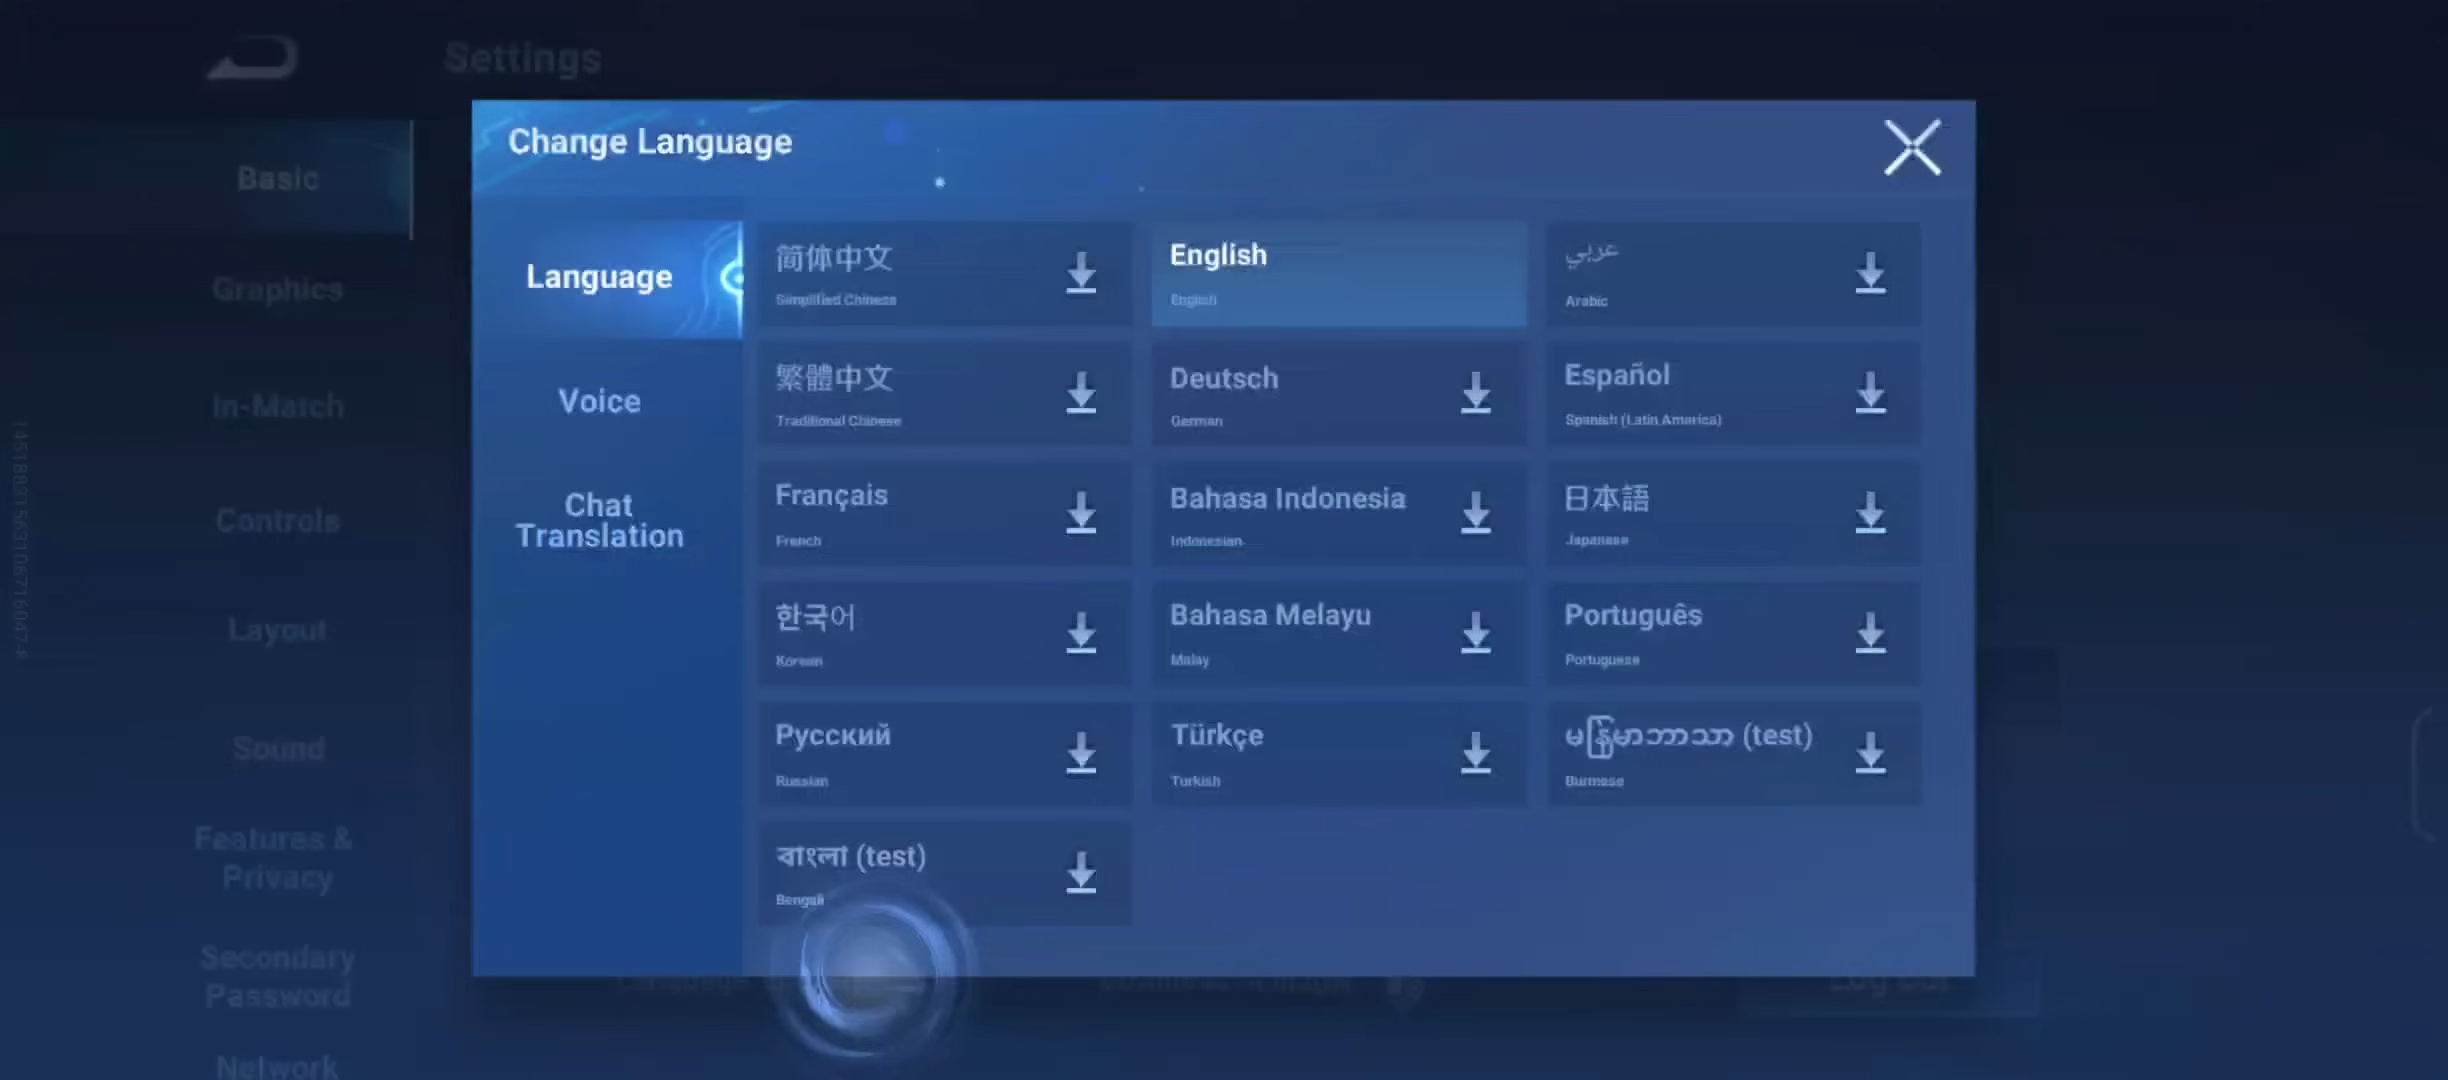 Settings
Change Language
Basic
Graphics
In-Match
Controls
Layout
Sound
Features &
Privacy
Secondary
Password
Network
Language
Voice
Chat
Translation
简体中文
Simplified Chinese
English
English
عربي
Arabic
繁體中文
Traditional Chinese
Deutsch
German
Español
Spanish (Latin America)
Français
French
Bahasa Indonesia
Indonesian
日本語
Japanese
한국어
Korean
Bahasa Melayu
Malay
Português
Portuguese
Русский
Russian
Türkçe
Turkish
မြန်မာဘာသာ (test)
Burmese
বাংলা (test)
Bengali
Language
Log Out